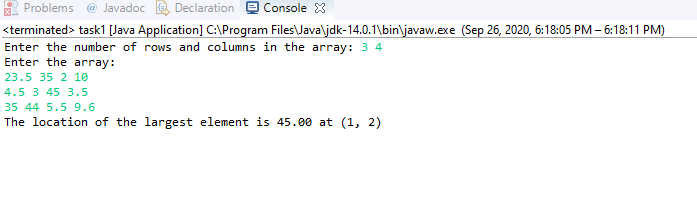 Problems @ Javadoc Declaration Console
<terminated> task1 [Java Application] C:\Program Files\Java\jdk-14.0.1\bin\javaw.exe (Sep 26, 2020, 6:18:05 PM – 6:18:11 PM)
Enter the number of rows and columns in the array: 3 4
Enter the array:
23.5 35 2 10
4.5 3 45 3.5
35 44 5.5 9.6
The location of the largest element is 45.00 at (1, 2)